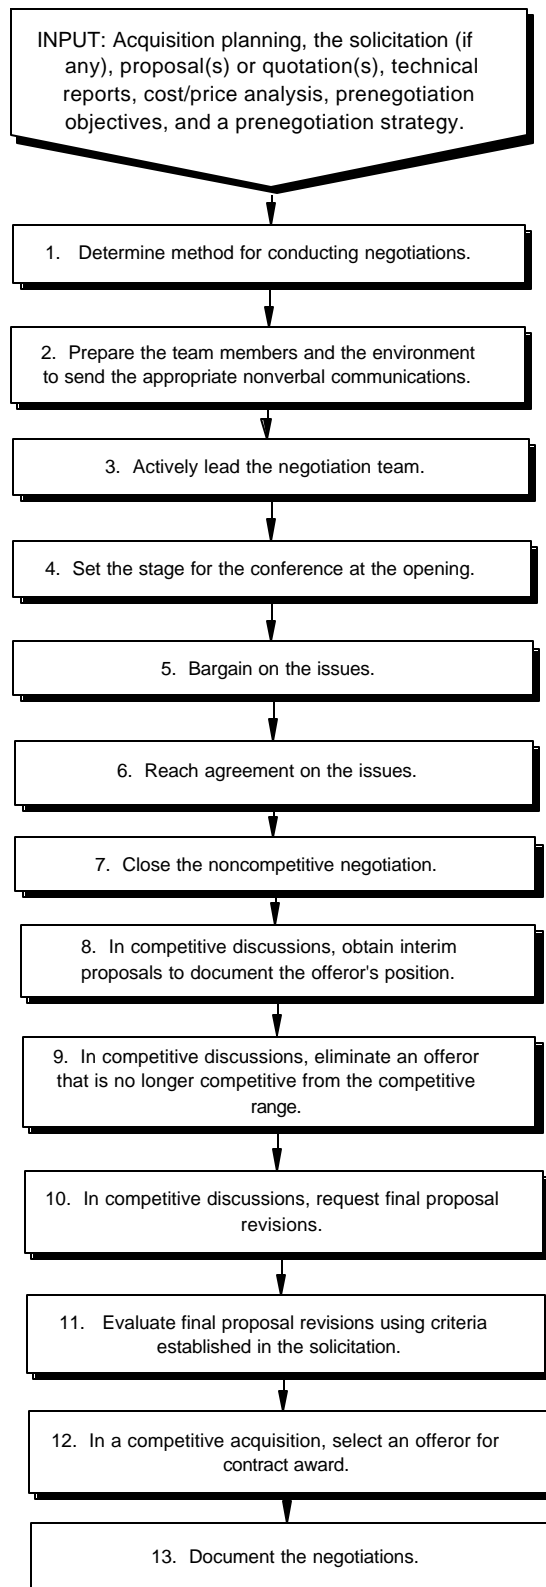 INPUT: Acquisition planning, the solicitation (if
any), proposal(s) or quotation(s), technical
reports, cost/price analysis, prenegotiation
objectives, and a prenegotiation strategy.
1. Determine method for conducting negotiations.
2. Prepare the team members and the environment
to send the appropriate nonverbal communications.
3. Actively lead the negotiation team.
4. Set the stage for the conference at the opening.
5. Bargain on the issues.
6. Reach agreement on the issues.
7. Close the noncompetitive negotiation.
8. In competitive discussions, obtain interim
proposals to document the offeror's position.
9. In competitive discussions, eliminate an offeror
that is no longer competitive from the competitive
range.
10. In competitive discussions, request final proposal
revisions.
11. Evaluate final proposal revisions using criteria
established in the solicitation.
12. In a competitive acquisition, select an offeror for
contract award.
13. Document the negotiations.